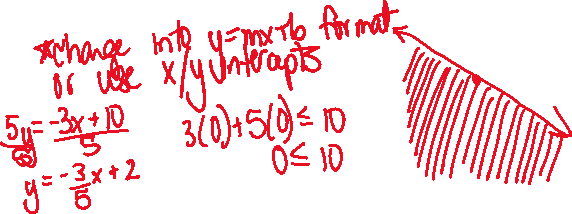 *change into y=mx+b format
or use x/y intercepts
5y/5 = -3x+10/5
y = -3/5x+2
3(0)+5(0) ≤ 10
0 ≤ 10